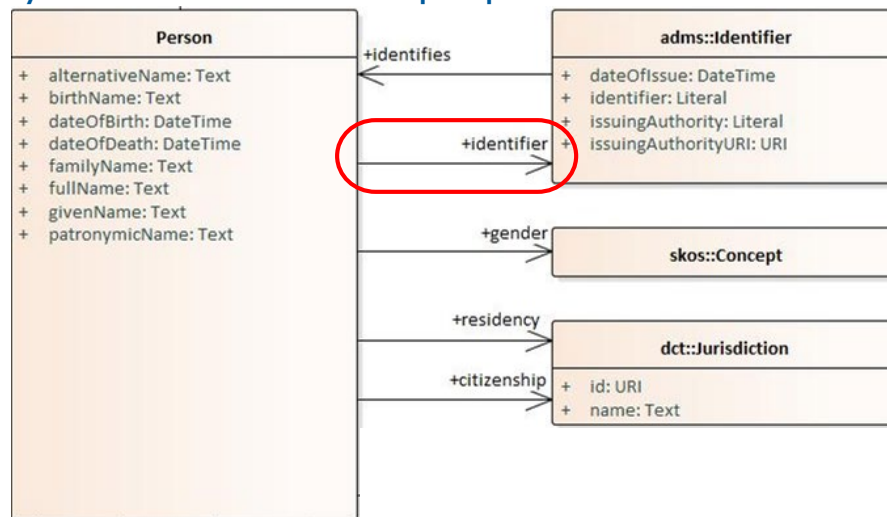 Person
+ alternativeName: Text
+ birthName: Text
+ dateOfBirth: DateTime
+ dateOfDeath: DateTime
+ familyName: Text
+ fullName: Text
+ givenName: Text
+ patronymicName: Text
+identifies
+identifier
+gender
+residency
+citizenship
adms::Identifier
+ dateOfIssue: DateTime
+ identifier: Literal
+ issuingAuthority: Literal
+ issuingAuthorityURI: URI
skos::Concept
dct::Jurisdiction
+ id: URI
+ name: Text